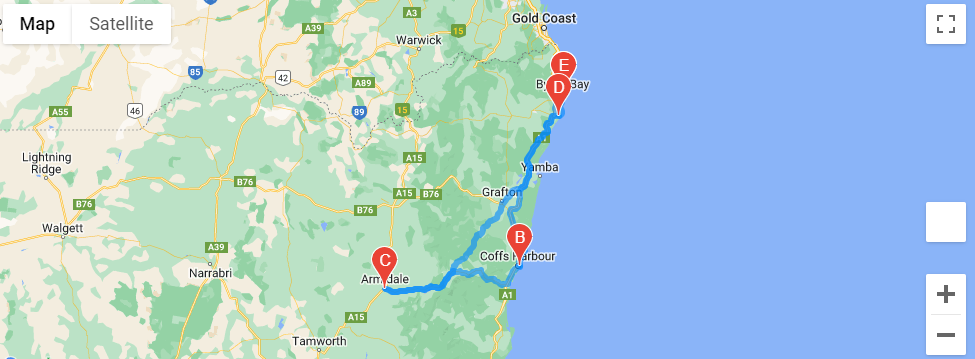 Map
Satellite
A3
15
Gold Coast
A39
Warwick
E
85
42
A89
Bay
D
A55
46
89
15
Lightning
Ridge
A15
Yamba
B76
A15
B76
Grafton
B76
B76
Walgett
A39
B
C
Coffs Harbour
Armidale
Narrabri
A1
A15
Tamworth